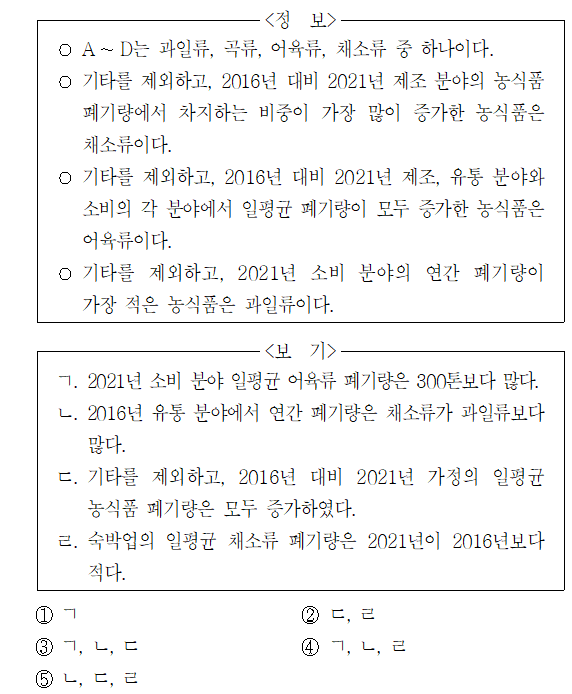 <정 보>
○ A～D는 과일류, 곡류, 어육류, 채소류 중 하나이다.
○ 기타를 제외하고, 2016년 대비 2021년 제조 분야의 농식품
폐기량에서 차지하는 비중이 가장 많이 증가한 농식품은
채소류이다.
○ 기타를 제외하고, 2016년 대비 2021년 제조, 유통 분야와
소비의 각 분야에서 일평균 폐기량이 모두 증가한 농식품은
어육류이다.
○ 기타를 제외하고, 2021년 소비 분야의 연간 폐기량이
가장 적은 농식품은 과일류이다.
<보 기>
ㄱ. 2021년 소비 분야 일평균 어육류 폐기량은 300톤보다 많다.
ㄴ. 2016년 유통 분야에서 연간 폐기량은 채소류가 과일류보다
많다.
ㄷ. 기타를 제외하고, 2016년 대비 2021년 가정의 일평균
농식품 폐기량은 모두 증가하였다.
ㄹ. 숙박업의 일평균 채소류 폐기량은 2021년이 2016년보다
적다.
① ㄱ ② ㄷ, ㄹ
③ ㄱ, ㄴ, ㄷ ④ ㄱ, ㄴ, ㄹ
⑤ ㄴ, ㄷ, ㄹ